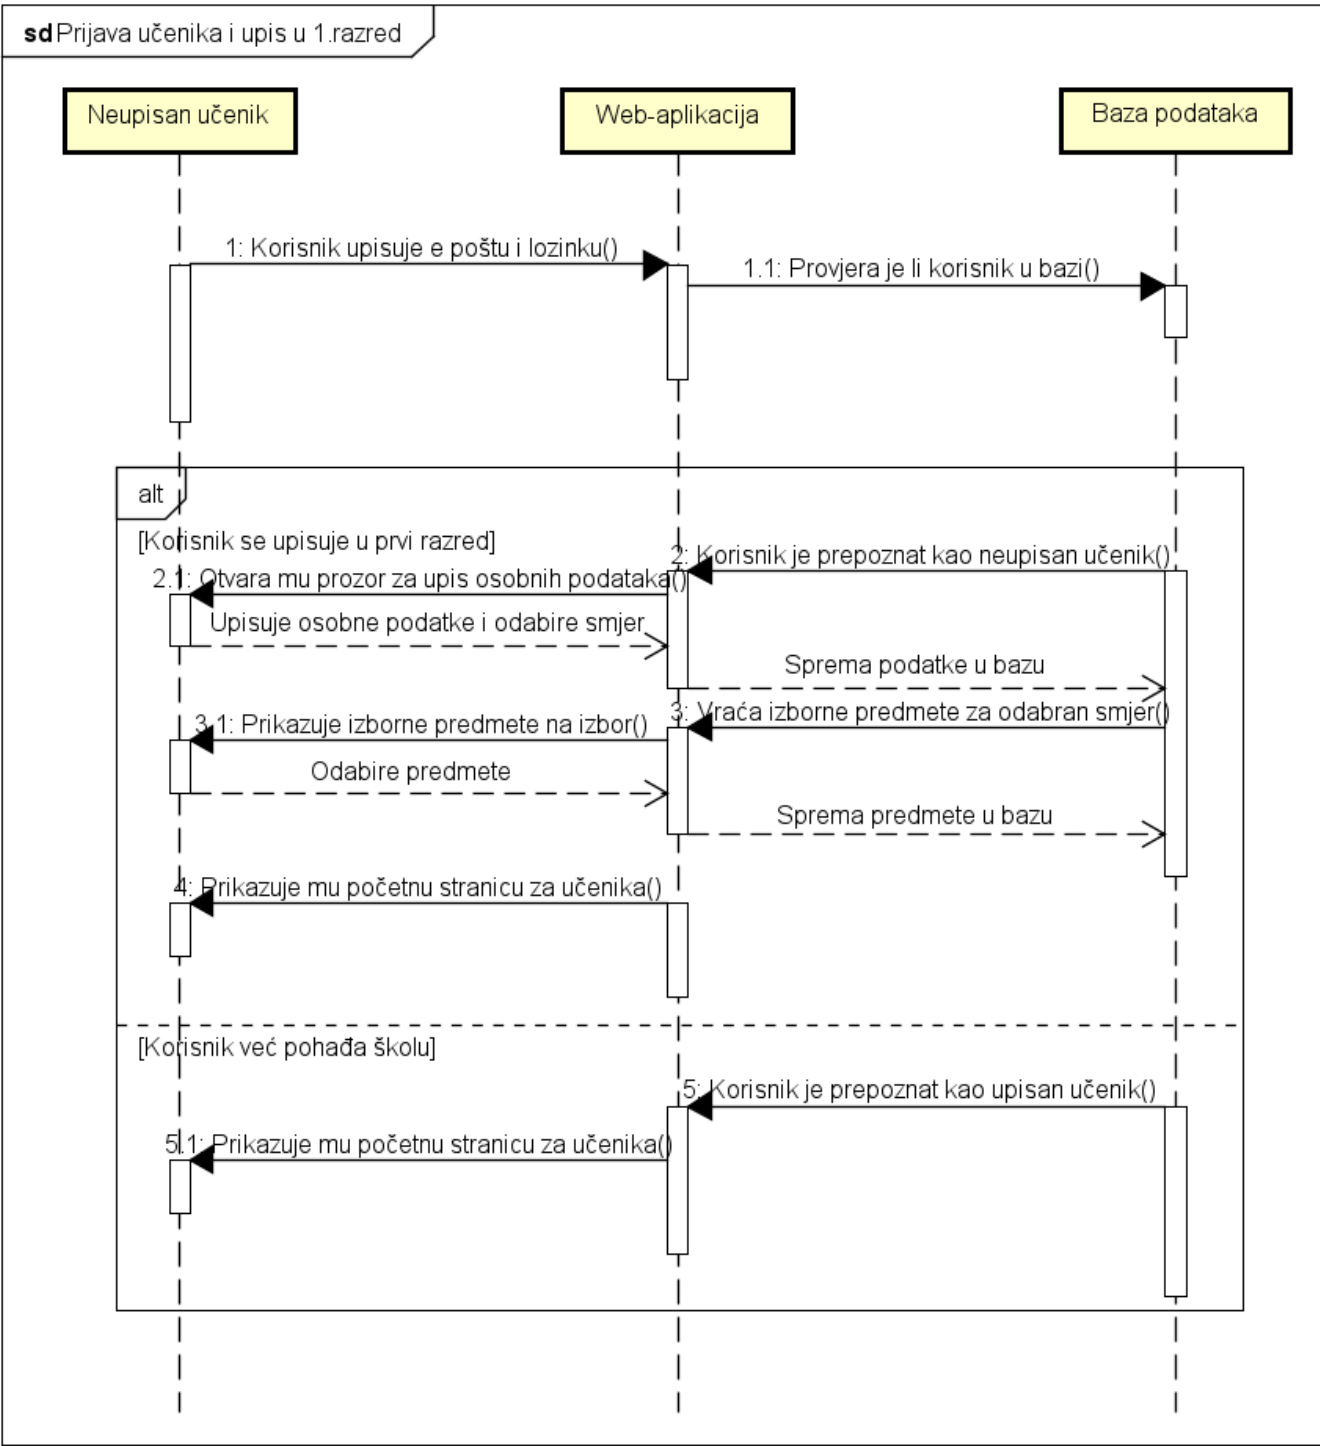 sd Prijava učenika i upis u 1.razred
Neupisan učenik
Web-aplikacija
Baza podataka
1: Korisnik upisuje e poštu i lozinku()
1.1: Provjera je li korisnik u bazi()
alt
[Korisnik se upisuje u prvi razred]
2: Korisnik je prepoznat kao neupisan učenik()
2.1: Otvara mu prozor za upis osobnih podataka()
Upisuje osobne podatke i odabire smjer
Sprema podatke u bazu
3: Vraća izborne predmete za odabran smjer()
3.1: Prikazuje izborne predmete na izbor()
Odabire predmete
Sprema predmete u bazu
4: Prikazuje mu početnu stranicu za učenika()
[Korisnik već pohađa školu]
5: Korisnik je prepoznat kao upisan učenik()
5.1: Prikazuje mu početnu stranicu za učenika()